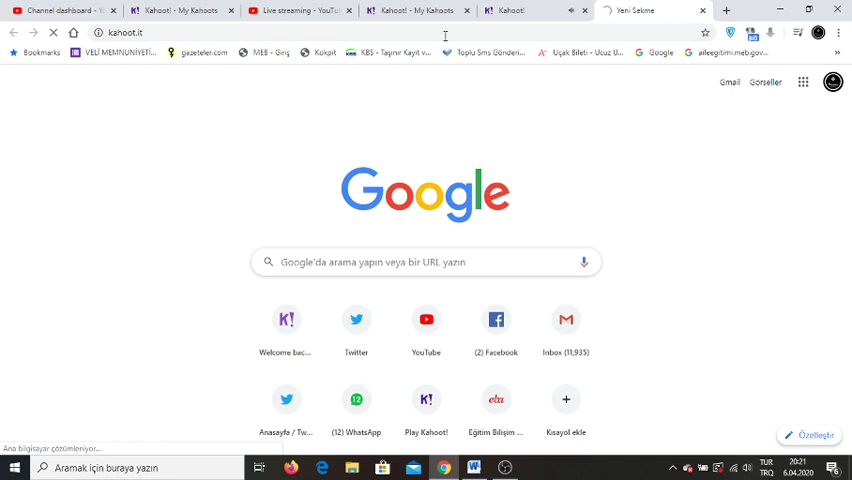 Channel dashboard - Yo
Kahoot! - My Kahoots
Live streaming - YouTu
Kahoot! - My Kahoots
Kahoot!
Yeni Sekme
kahoot.it
Bookmarks
VELİ MEMNUNİYETİ...
gazeteler.com
MEB - Giriş
Kokpit
KBS - Taşınır Kayıt v...
Toplu Sms Gönderi...
Uçak Bileti - Ucuz U...
Google
aileegitimi.meb.gov...
Gmail
Görseller
Google
Google'da arama yapın veya bir URL yazın
K!
Welcome bac...
Twitter
YouTube
(2) Facebook
Inbox (11,935)
12
K!
eba
Anasayfa / Tw...
(12) WhatsApp
Play Kahoot!
Eğitim Bilişim ...
Kısayol ekle
Özelleştir
Ana bilgisayar çözümleniyor...
Aramak için buraya yazın
TUR
TRQ
20:21
6.04.2020